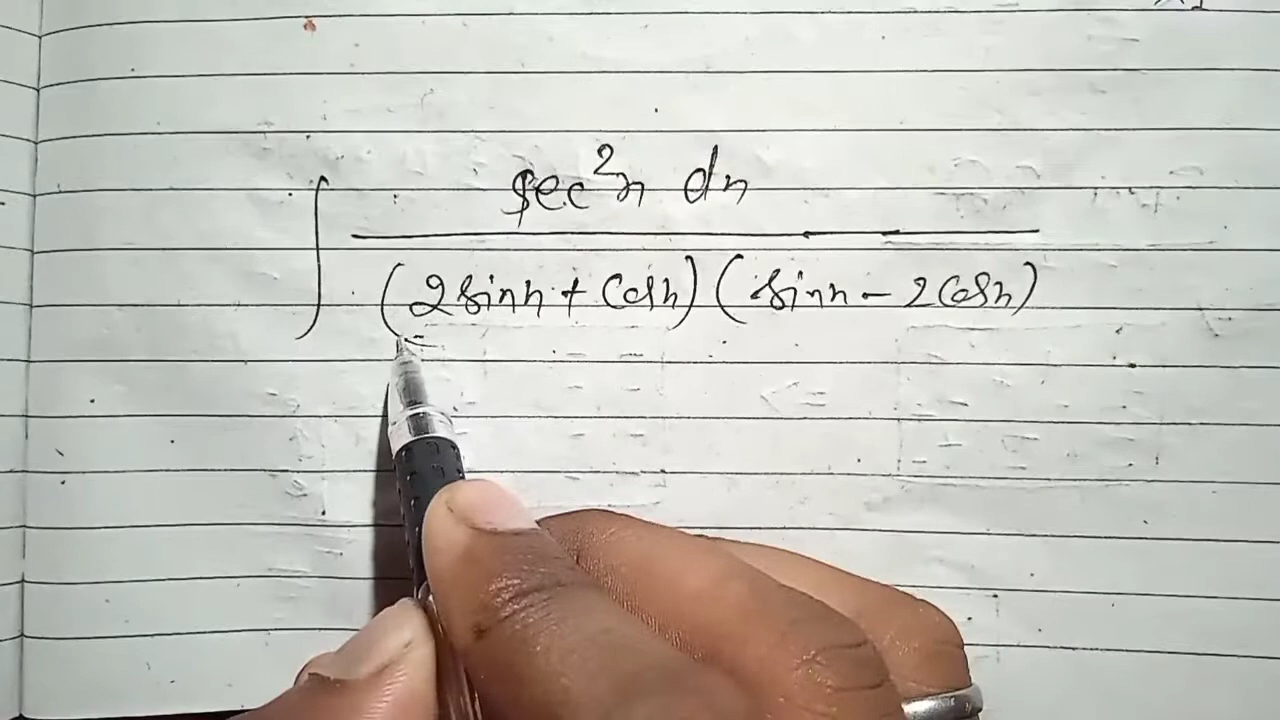 ∫ sec²x dx
(2sinx + cosx) (sinx - 2cosx)